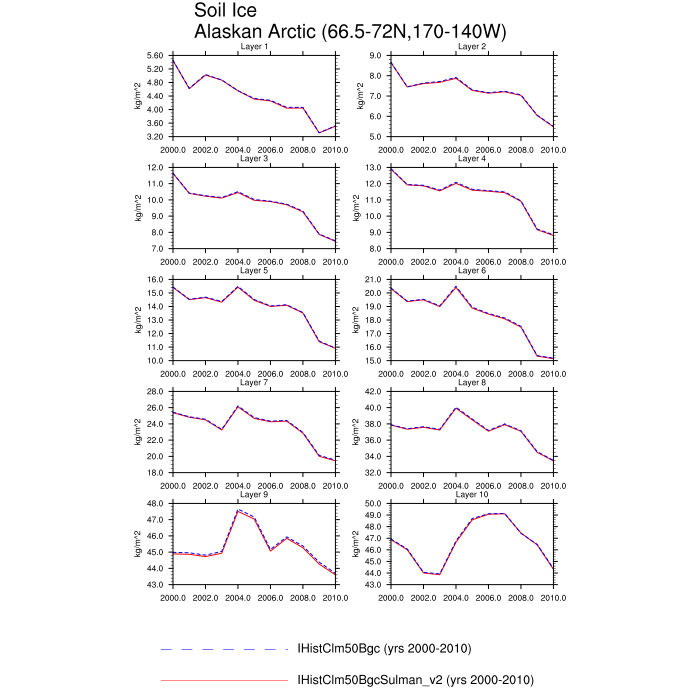 Soil Ice
Alaskan Arctic (66.5-72N,170-140W)
Layer 1
5.60
5.20
4.80
4.40
4.00
3.60
3.20
kg/m^2
2000.0 2002.0 2004.0 2006.0 2008.0 2010.0
Layer 2
9.0
8.0
7.0
6.0
5.0
kg/m^2
2000.0 2002.0 2004.0 2006.0 2008.0 2010.0
Layer 3
12.0
11.0
10.0
9.0
8.0
7.0
kg/m^2
2000.0 2002.0 2004.0 2006.0 2008.0 2010.0
Layer 4
13.0
12.0
11.0
10.0
9.0
8.0
kg/m^2
2000.0 2002.0 2004.0 2006.0 2008.0 2010.0
Layer 5
16.0
15.0
14.0
13.0
12.0
11.0
10.0
kg/m^2
2000.0 2002.0 2004.0 2006.0 2008.0 2010.0
Layer 6
21.0
20.0
19.0
18.0
17.0
16.0
15.0
kg/m^2
2000.0 2002.0 2004.0 2006.0 2008.0 2010.0
Layer 7
28.0
26.0
24.0
22.0
20.0
18.0
kg/m^2
2000.0 2002.0 2004.0 2006.0 2008.0 2010.0
Layer 8
42.0
40.0
38.0
36.0
34.0
32.0
kg/m^2
2000.0 2002.0 2004.0 2006.0 2008.0 2010.0
Layer 9
48.0
47.0
46.0
45.0
44.0
43.0
kg/m^2
2000.0 2002.0 2004.0 2006.0 2008.0 2010.0
Layer 10
50.0
49.0
48.0
47.0
46.0
45.0
44.0
43.0
kg/m^2
2000.0 2002.0 2004.0 2006.0 2008.0 2010.0
IHistClm50Bgc (yrs 2000-2010)
IHistClm50BgcSulman_v2 (yrs 2000-2010)